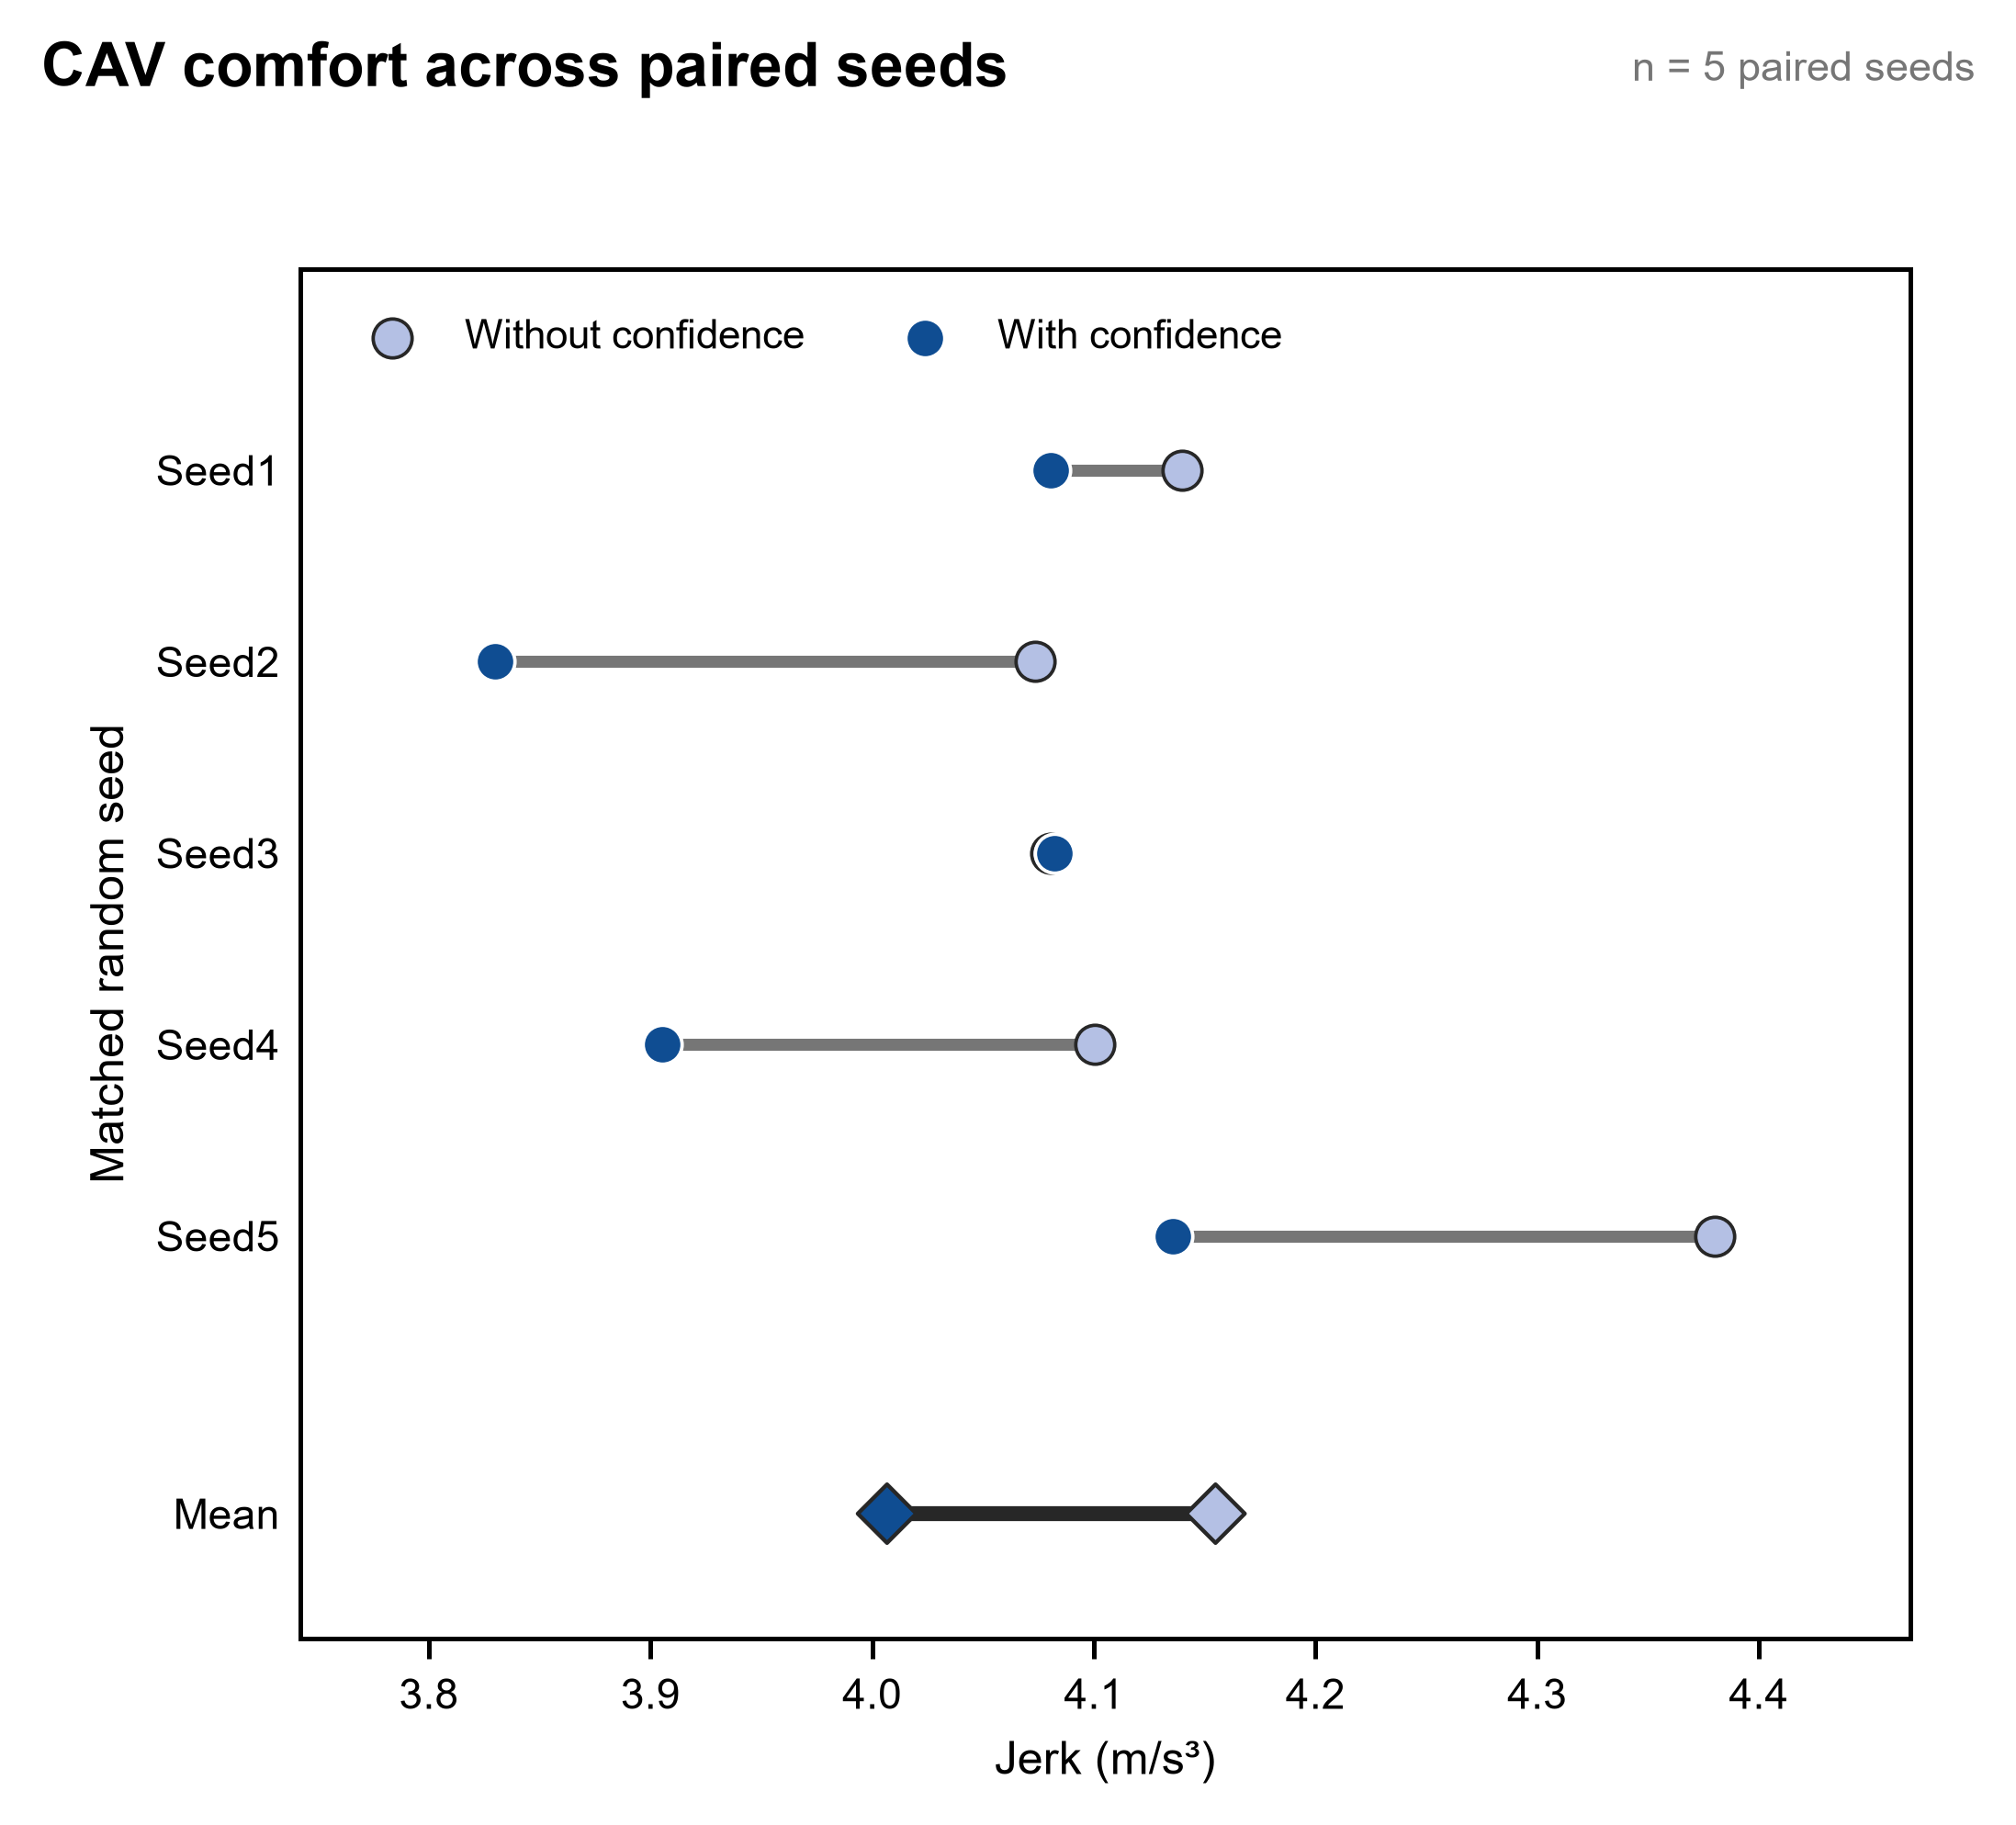 CAV comfort across paired seeds
n = 5 paired seeds
Without confidence
With confidence
Seed1
Seed2
Seed3
Seed4
Seed5
Mean
Matched random seed
3.8 3.9 4.0 4.1 4.2 4.3 4.4
Jerk (m/s³)